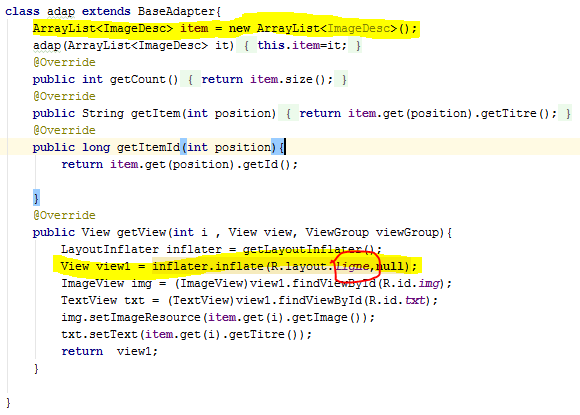 class adap extends BaseAdapter{
ArrayList<ImageDesc> item = new ArrayList<ImageDesc>();
adap(ArrayList<ImageDesc> it) { this.item=it; }
@Override
public int getCount() { return item.size(); }
@Override
public String getItem(int position) { return item.get(position).getTitre(); }
@Override
public long getItemId(int position){
return item.get(position).getId();
}
@Override
public View getView(int i , View view, ViewGroup viewGroup){
LayoutInflater inflater = getLayoutInflater();
View view1 = inflater.inflate(R.layout.ligne,null);
ImageView img = (ImageView)view1.findViewById(R.id.img);
TextView txt = (TextView)view1.findViewById(R.id.txt);
img.setImageResource(item.get(i).getImage());
txt.setText(item.get(i).getTitre());
return  view1;
}
}